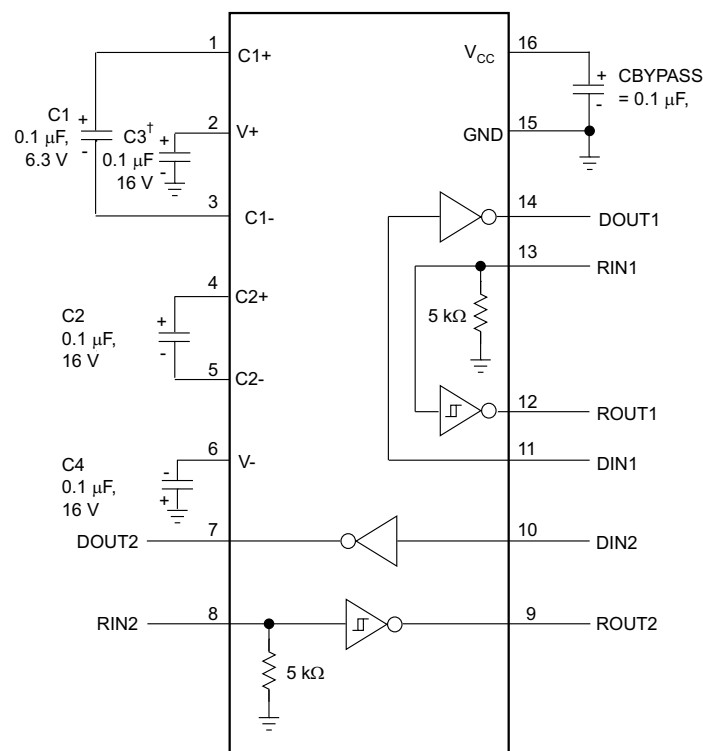 1
C1+
C1
0.1 μF,
6.3 V
+
-
2
V+
C3†
0.1 μF
16 V
+
-
3
C1-
4
C2+
C2
0.1 μF,
16 V
+
-
5
C2-
6
V-
C4
0.1 μF,
16 V
-
+
7
DOUT2
8
RIN2
5 kΩ
VCC
16
+
-
CBYPASS
= 0.1 μF,
GND
15
14
DOUT1
13
RIN1
5 kΩ
12
ROUT1
11
DIN1
10
DIN2
9
ROUT2